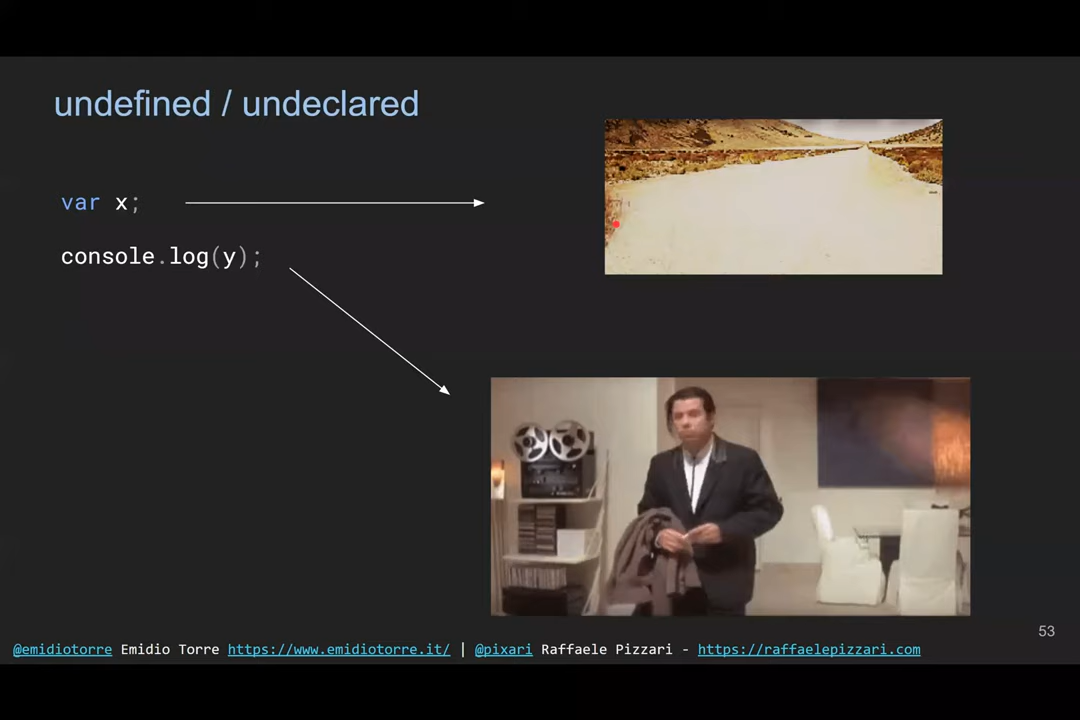 undefined / undeclared
var x;
console.log(y);
53
@emidiotorre Emidio Torre https://www.emidiotorre.it/ | @pixari Raffaele Pizzari - https://raffaelepizzari.com